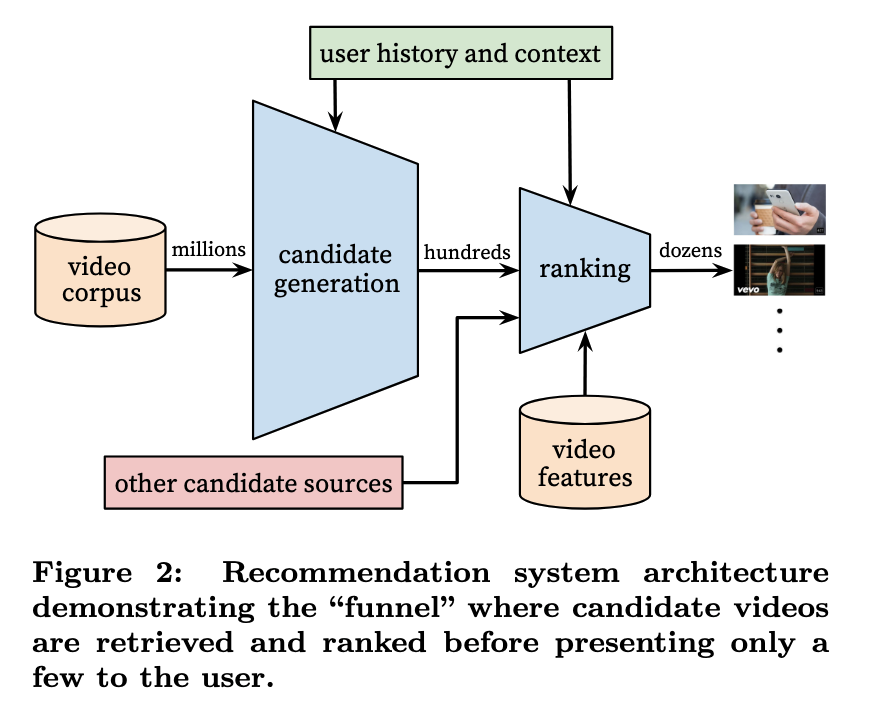 user history and context
video
corpus
millions
candidate
generation
hundreds
ranking
dozens
vevo
other candidate sources
video
features
Figure 2: Recommendation system architecture
demonstrating the “funnel” where candidate videos
are retrieved and ranked before presenting only a
few to the user.